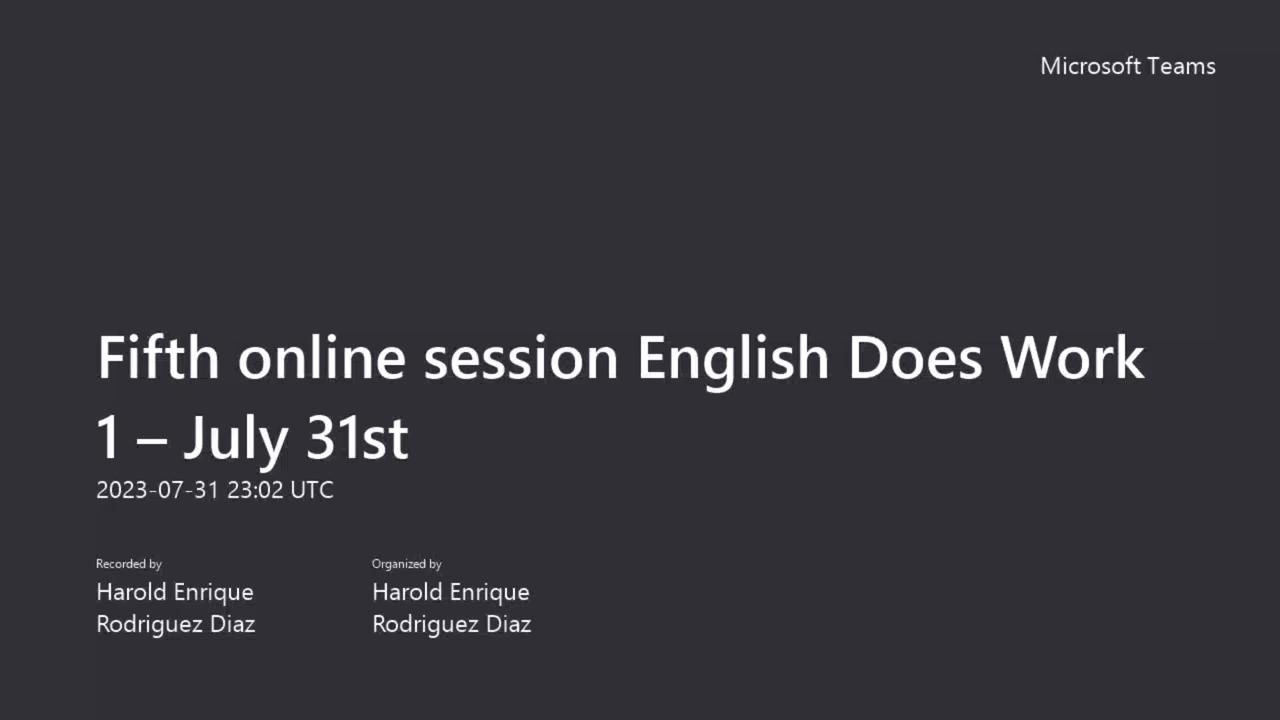 Microsoft Teams
Fifth online session English Does Work
1 – July 31st
2023-07-31 23:02 UTC
Recorded by
Harold Enrique
Rodriguez Diaz
Organized by
Harold Enrique
Rodriguez Diaz